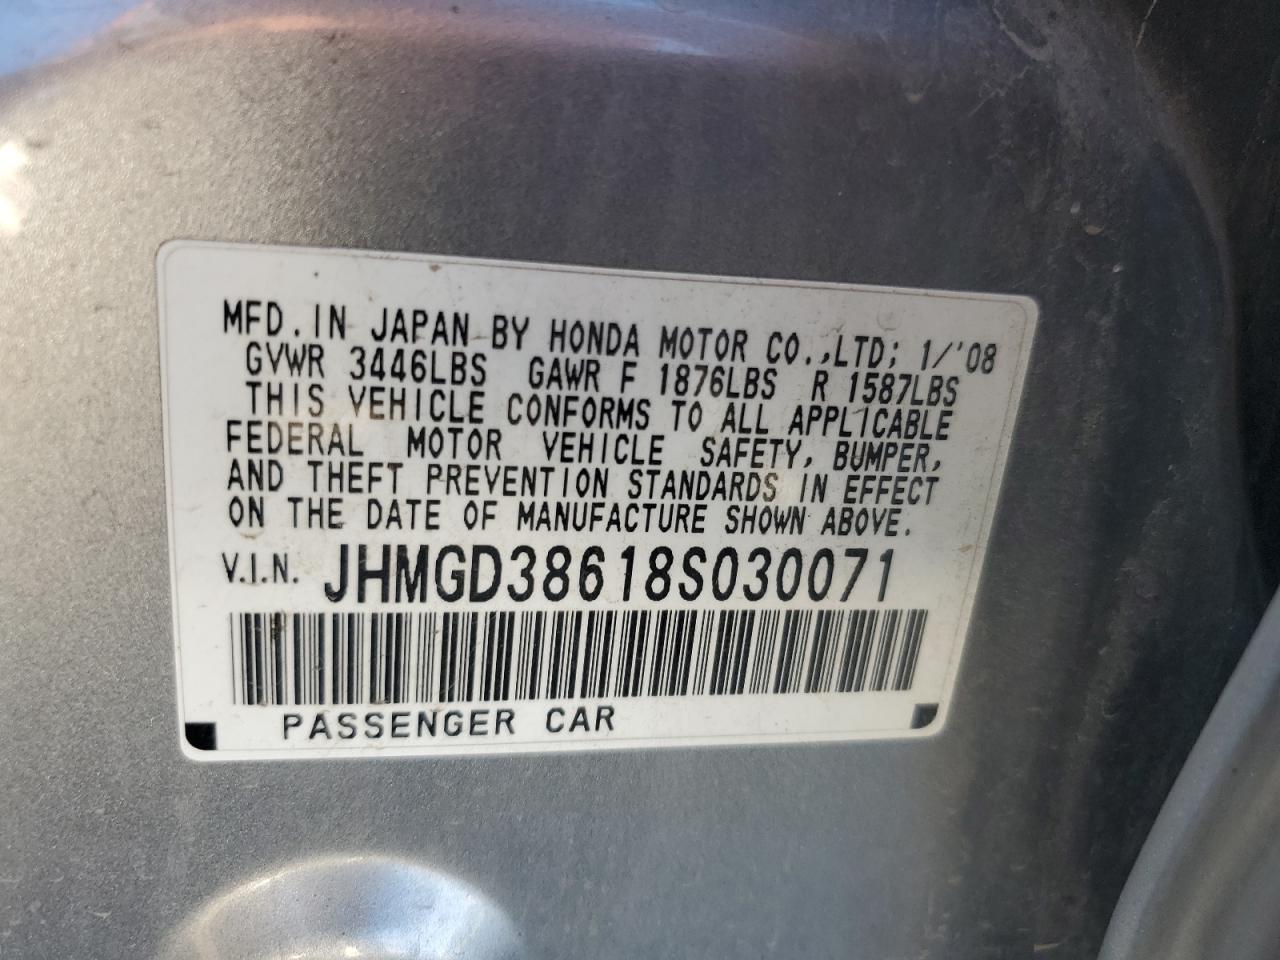 MFD. IN JAPAN BY HONDA MOTOR CO.,LTD; 1/'08
GVWR 3446LBS GAWR F 1876LBS R 1587LBS
THIS VEHICLE CONFORMS TO ALL APPLICABLE
FEDERAL MOTOR VEHICLE SAFETY, BUMPER,
AND THEFT PREVENTION STANDARDS IN EFFECT
ON THE DATE OF MANUFACTURE SHOWN ABOVE.
V.I.N. JHMGD38618S030071
PASSENGER CAR